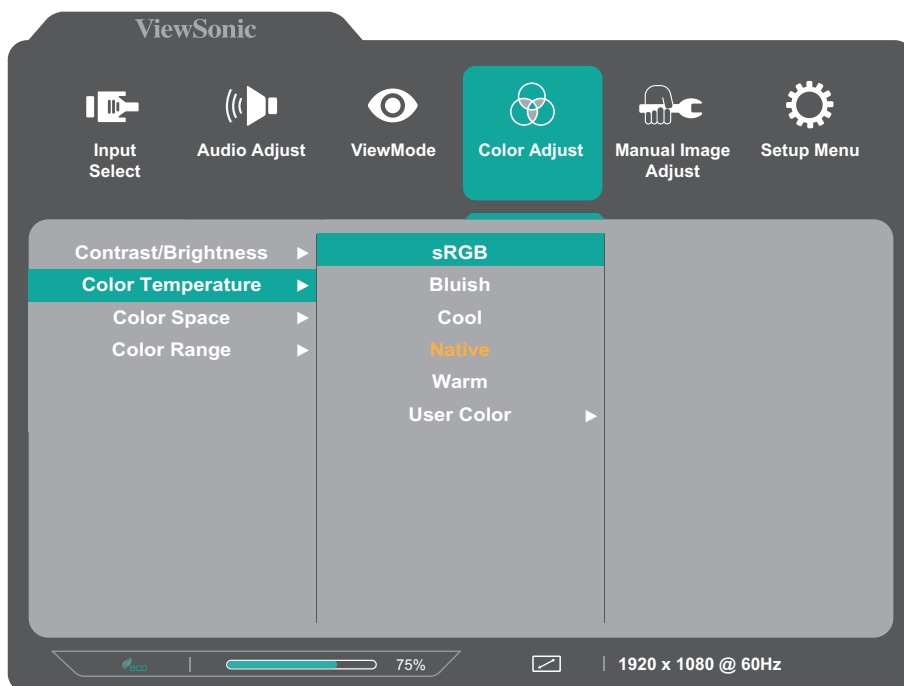 ViewSonic
Input
Select
Audio Adjust
ViewMode
Color Adjust
Manual Image
Adjust
Setup Menu
Contrast/Brightness
Color Temperature
Color Space
Color Range
sRGB
Bluish
Cool
Native
Warm
User Color
eco
75%
1920 x 1080 @ 60Hz